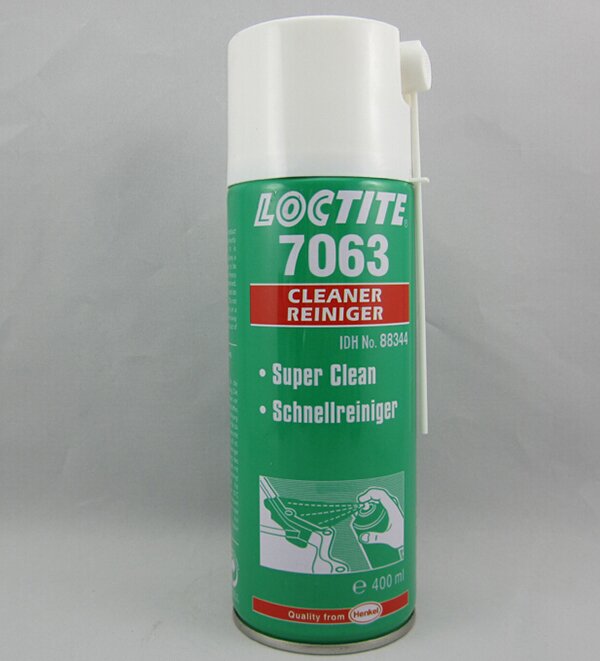 LOCTITE®
7063
CLEANER
REINIGER
IDH No. 88344
• Super Clean
• Schnellreiniger
e 400 ml
Quality from Henkel